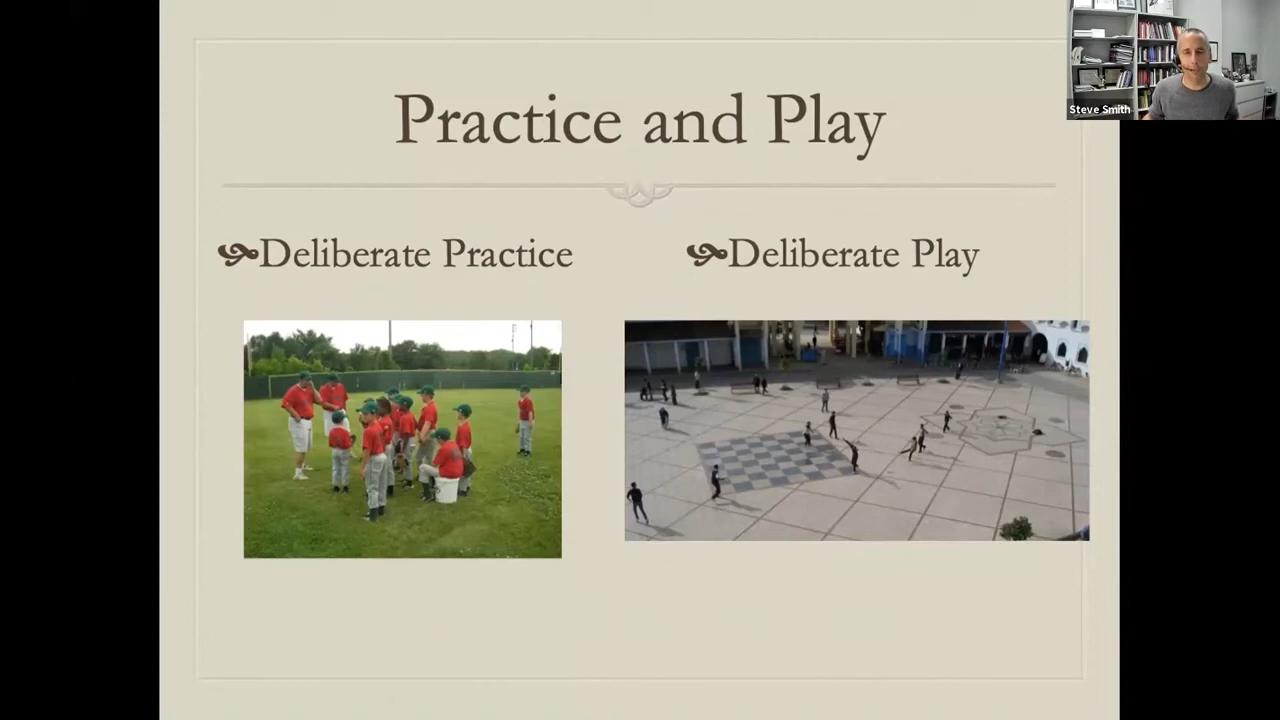 Practice and Play
Deliberate Practice
Deliberate Play
Steve Smith